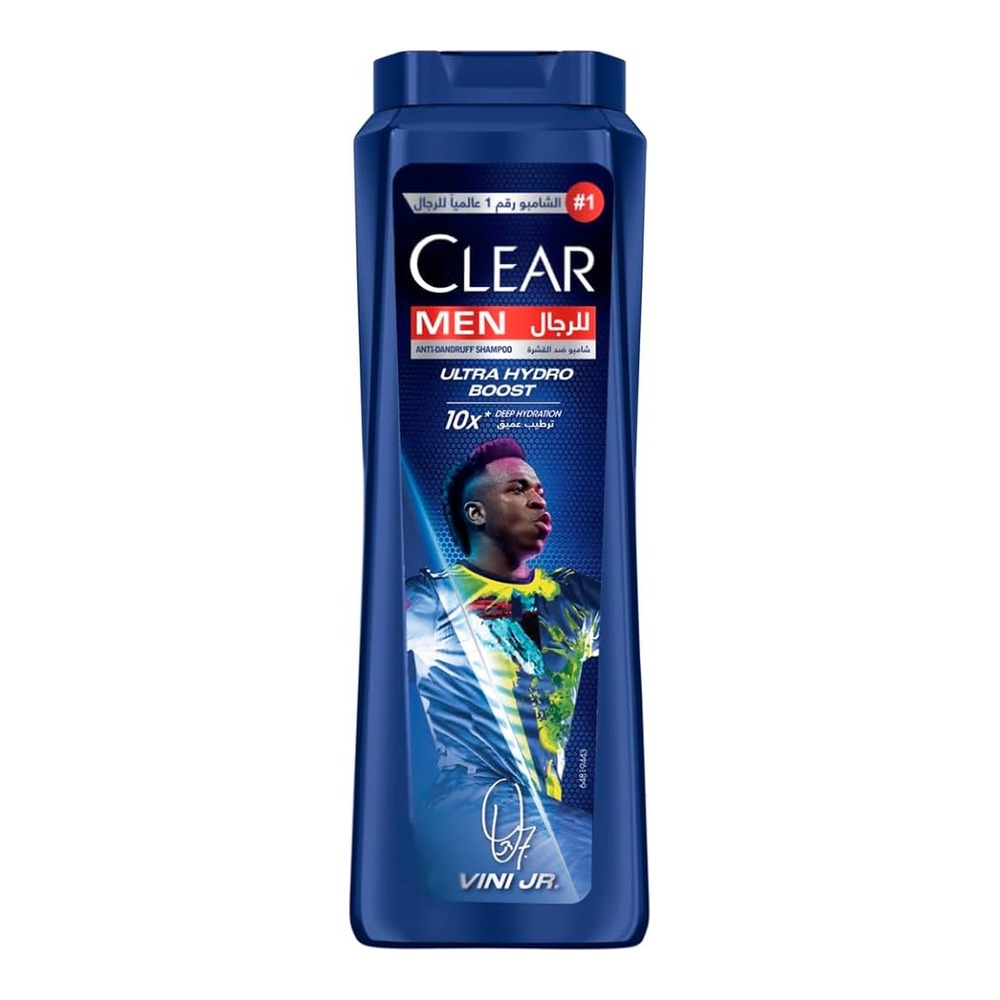 الشامبو رقم 1 عالمياً للرجال #1
CLEAR
MEN للرجال
ANTI-DANDRUFF SHAMPOO شامبو ضد القشرة
ULTRA HYDRO
BOOST
10x* DEEP HYDRATION
ترطيب عميق
64819443
VINI JR.